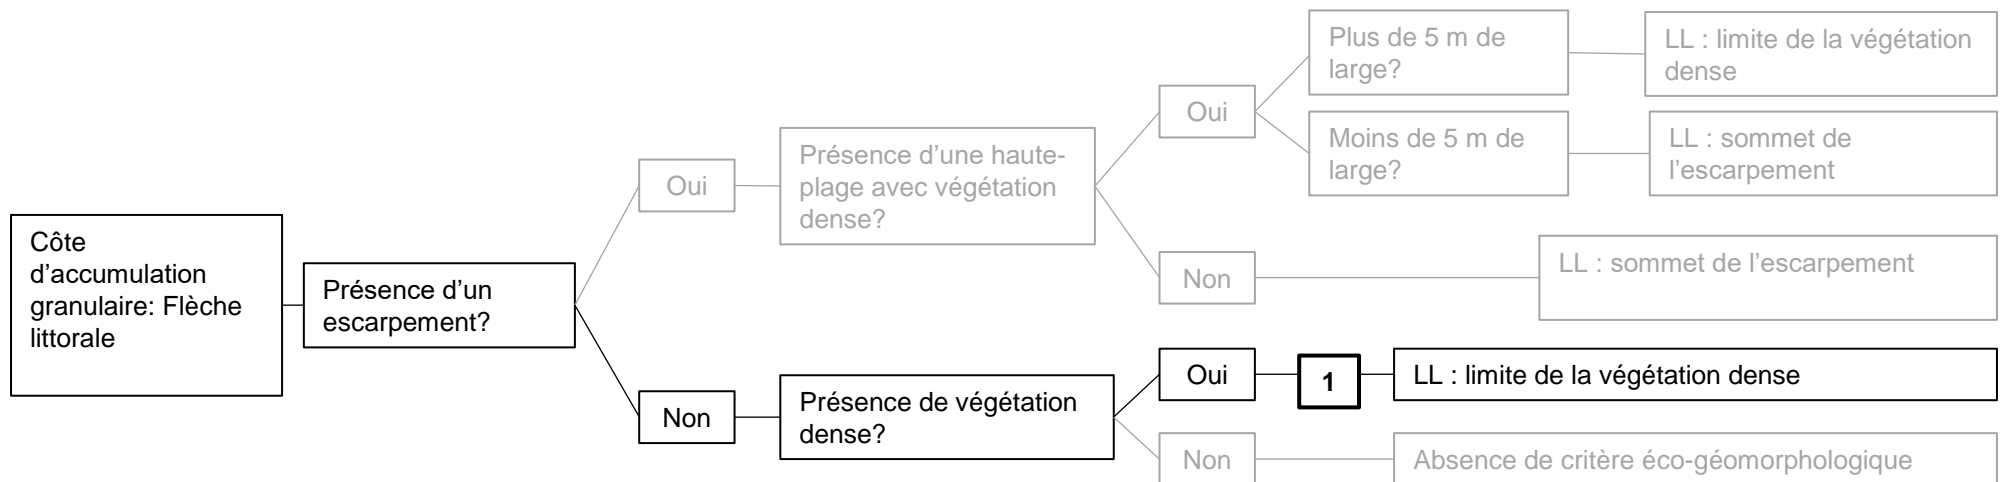 Côte
d'accumulation
granulaire: Flèche
littorale
Présence d'un
escarpement?
Oui
Présence d'une haute-
plage avec végétation
dense?
Oui
Plus de 5 m de
large?
LL : limite de la végétation
dense
Moins de 5 m de
large?
LL : sommet de
l'escarpement
Non
LL : sommet de l'escarpement
Non
Présence de végétation
dense?
Oui
1
LL : limite de la végétation dense
Non
Absence de critère éco-géomorphologique